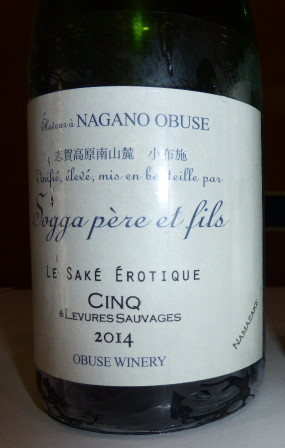 Éleveur à NAGANO OBUSE
志賀高原南山麓 小布施
Vinifié, élevé, mis en bouteille par
Sogga père et fils
LE SAKÉ ÉROTIQUE
CINQ
& LEVURES SAUVAGES
2014
OBUSE WINERY
NAMAZAKE